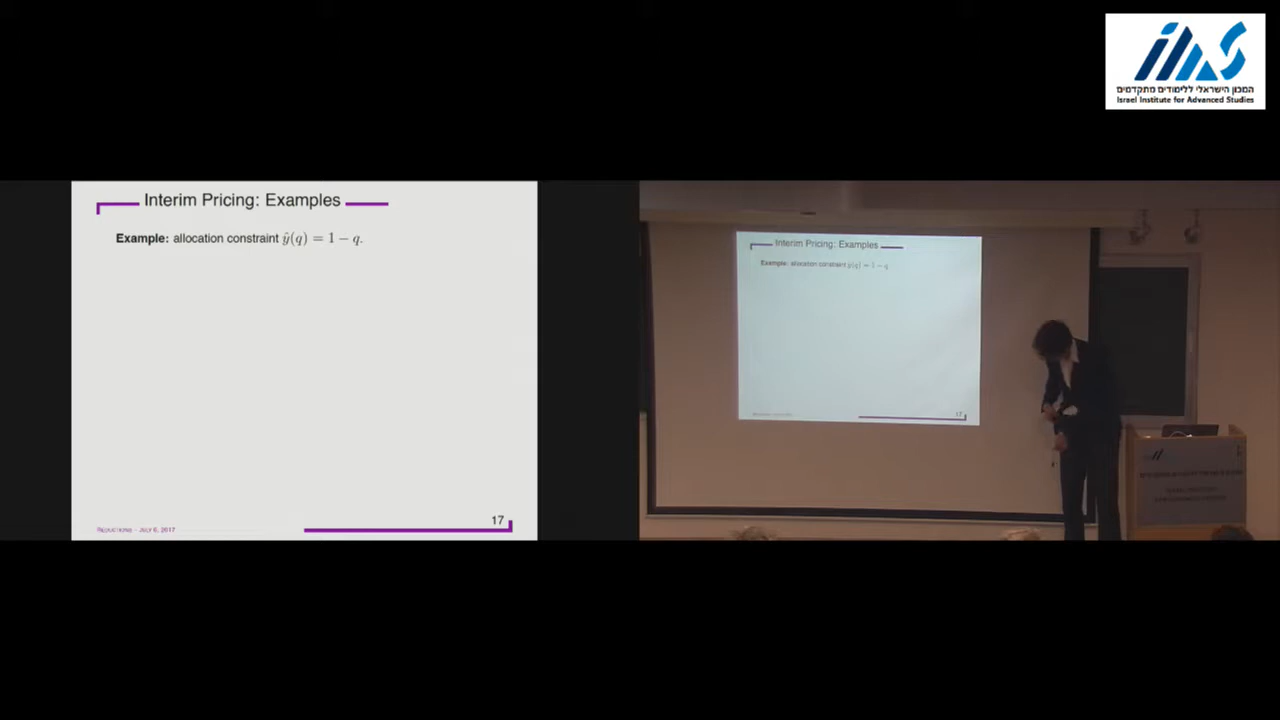 המכון הישראלי ללימודים מתקדמים
Israel Institute for Advanced Studies
Interim Pricing: Examples
Example: allocation constraint ŷ(q) = 1 − q.
REDUCTIONS – JULY 6, 2017
17
Interim Pricing: Examples
Example: allocation constraint ŷ(q) = 1 − q.
17